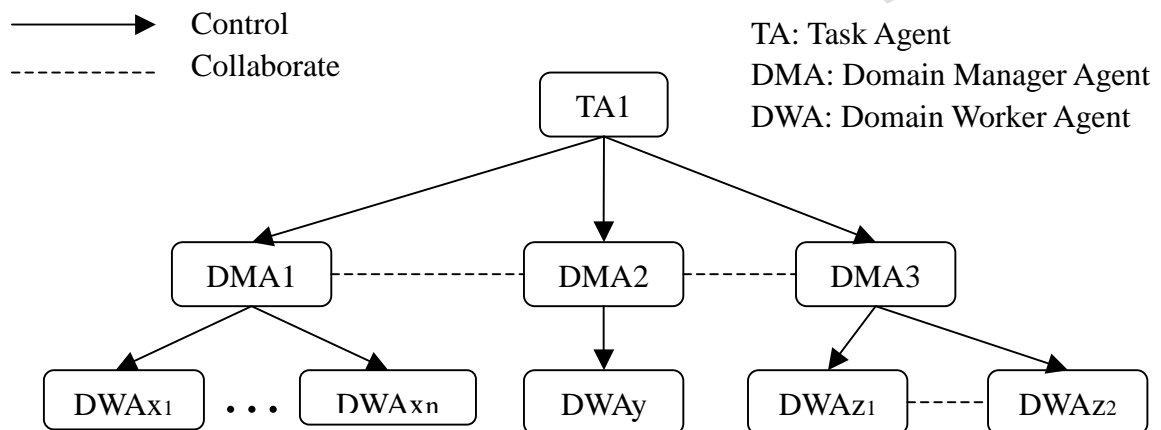 Control
Collaborate
TA: Task Agent
DMA: Domain Manager Agent
DWA: Domain Worker Agent
TA1
DMA1
DMA2
DMA3
DWAx1
...
DWAxn
DWAy
DWAz1
DWAz2